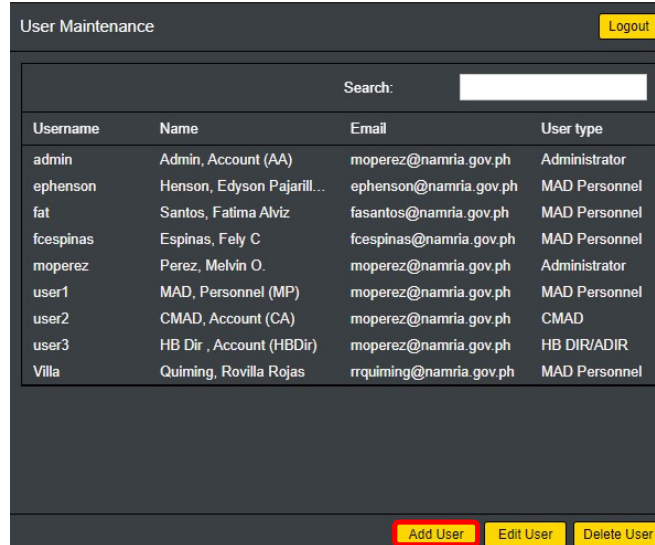 User Maintenance Logout
Search:
Username Name Email User type
admin Admin, Account (AA) moperez@namria.gov.ph Administrator
ephenson Henson, Edyson Pajarill... ephenson@namria.gov.ph MAD Personnel
fat Santos, Fatima Alviz fasantos@namria.gov.ph MAD Personnel
fcespinas Espinas, Fely C fcespinas@namria.gov.ph MAD Personnel
moperez Perez, Melvin O. moperez@namria.gov.ph Administrator
user1 MAD, Personnel (MP) moperez@namria.gov.ph MAD Personnel
user2 CMAD, Account (CA) moperez@namria.gov.ph CMAD
user3 HB Dir , Account (HBDir) moperez@namria.gov.ph HB DIR/ADIR
Villa Quiming, Rovilla Rojas rrquiming@namria.gov.ph MAD Personnel
Add User Edit User Delete User